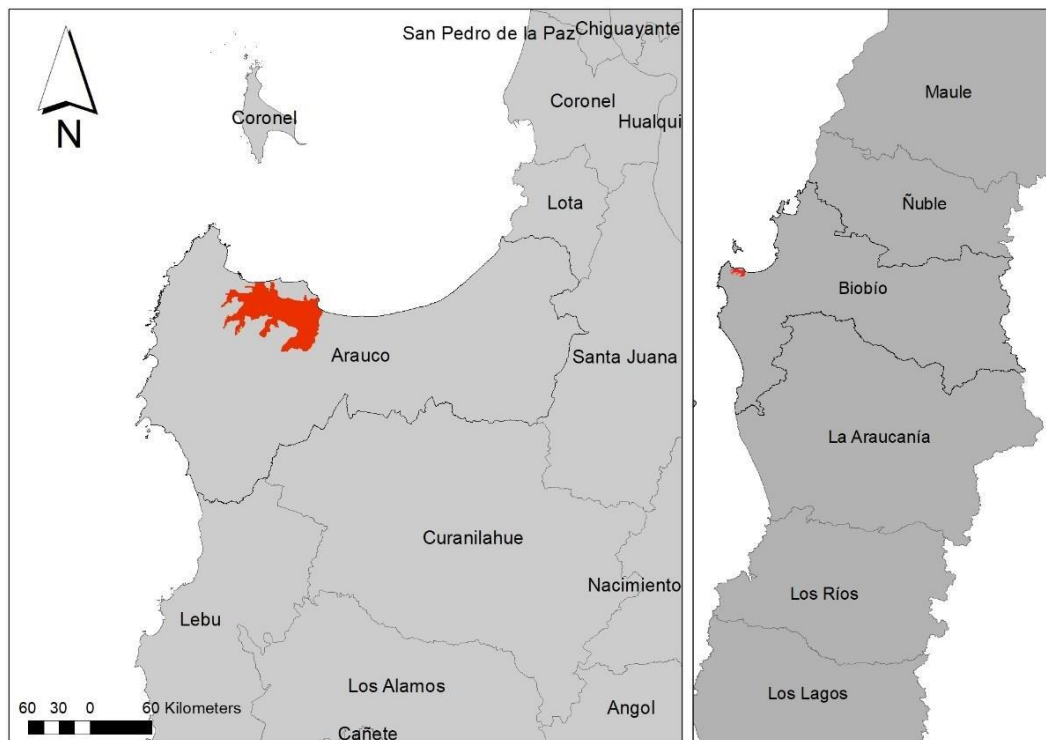 San Pedro de la Paz
Chiguayante
Coronel
Hualqui
Coronel
Lota
N
Arauco
Santa Juana
Curanilahue
Nacimiento
Lebu
Los Alamos
Angol
Cañete
60 30 0 60 Kilometers
Maule
Ñuble
Biobío
La Araucanía
Los Ríos
Los Lagos